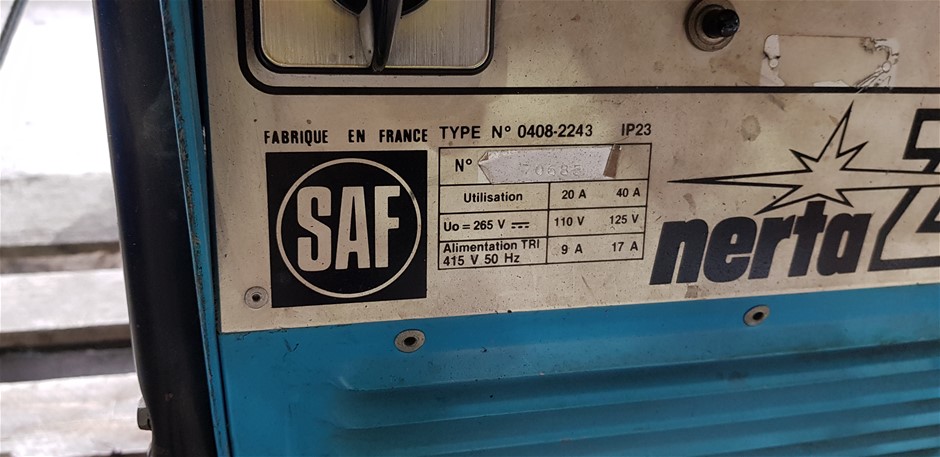 FABRIQUE EN FRANCE TYPE N° 0408-2243 IP23
SAF
N° 70685
Utilisation 20 A 40 A
Uo = 265 V 110 V 125 V
Alimentation TRI
415 V 50 Hz 9 A 17 A
nerta